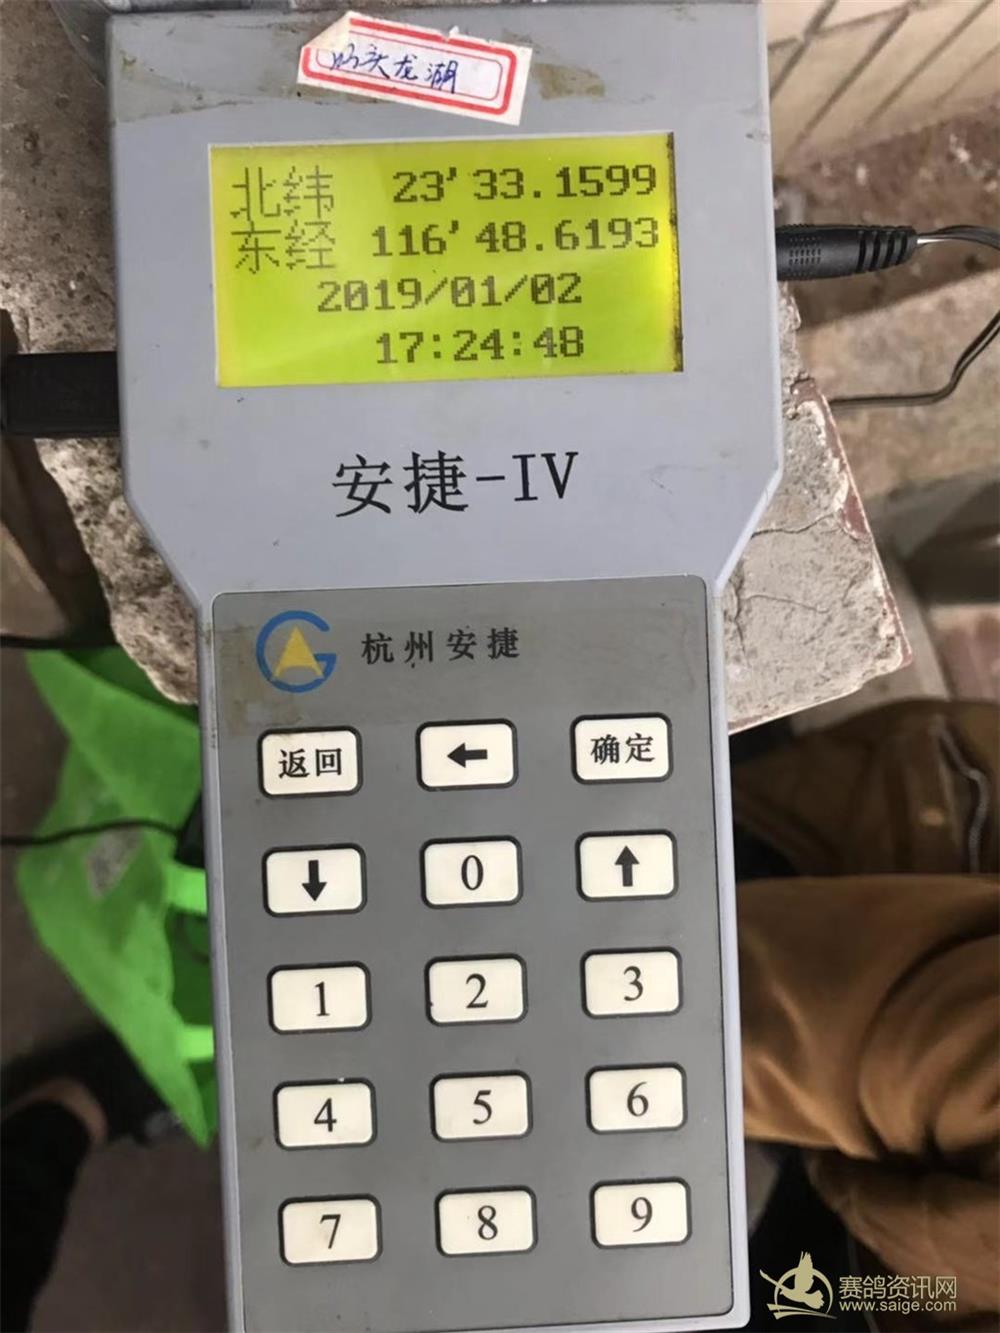 汕头龙湖
北纬 23' 33.1599
东经 116' 48.6193
2019/01/02
17:24:48
安捷-IV
杭州安捷
返回 ← 确定
↓ 0 ↑
1 2 3
4 5 6
7 8 9
赛鸽资讯网
www.saige.com